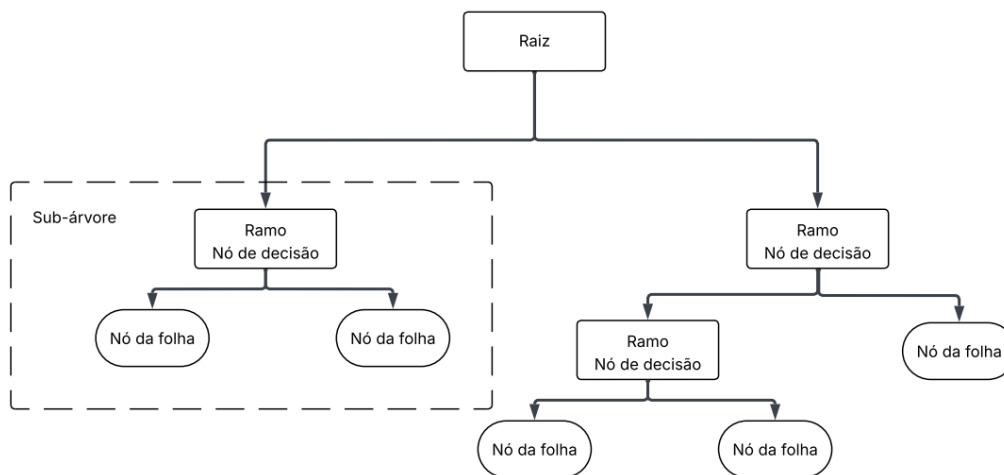 Raiz
Sub-árvore
Ramo
Nó de decisão
Ramo
Nó de decisão
Nó da folha
Nó da folha
Ramo
Nó de decisão
Nó da folha
Nó da folha
Nó da folha